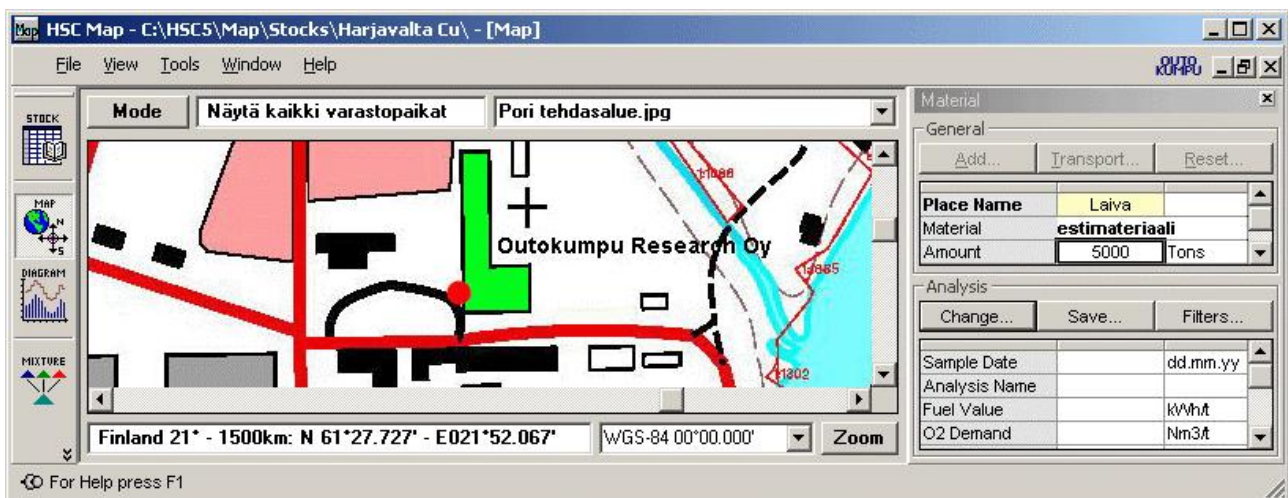 HSC Map - C:\HSC5\Map\Stocks\Harjavalta Cu\ - [Map]
File View Tools Window Help
OUTO
KUMPU
STOCK
MAP
N
S
DIAGRAM
MIXTURE
Mode Näytä kaikki varastopaikat Pori tehdasalue.jpg
Outokumpu Research Oy
11302
Finland 21° - 1500km: N 61°27.727' - E021°52.067' WGS-84 00°00.000' Zoom
Material
General
Add... Transport... Reset...
Place Name Laiva
Material estimateriaali
Amount 5000 Tons
Analysis
Change... Save... Filters...
Sample Date dd.mm.yy
Analysis Name
Fuel Value kWh/t
O2 Demand Nm3/t
For Help press F1